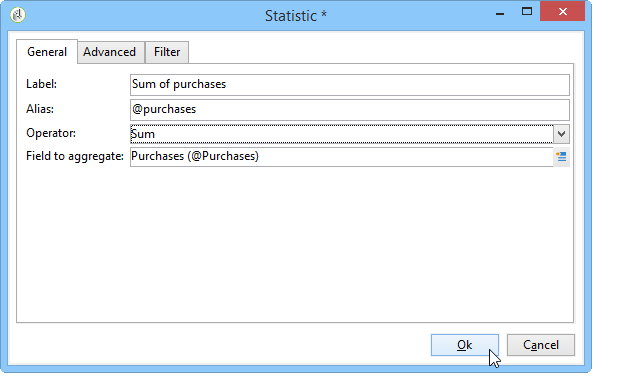 Statistic *
General Advanced Filter
Label: Sum of purchases
Alias: @purchases
Operator: Sum
Field to aggregate: Purchases (@Purchases)
Ok Cancel